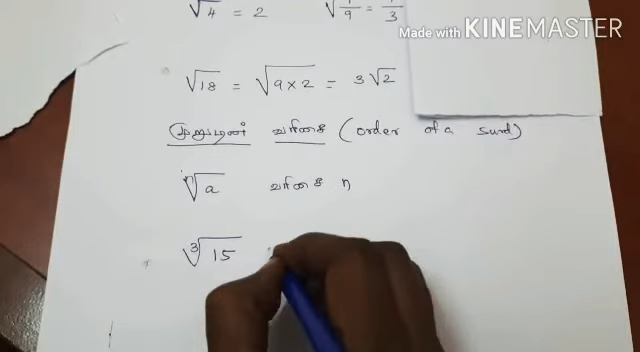 √4 = 2 √1/9 = 1/3
Made with KINEMASTER
√18 = √9×2 = 3√2
வரிசை (order of a surd)
ⁿ√a வரிசை n
³√15